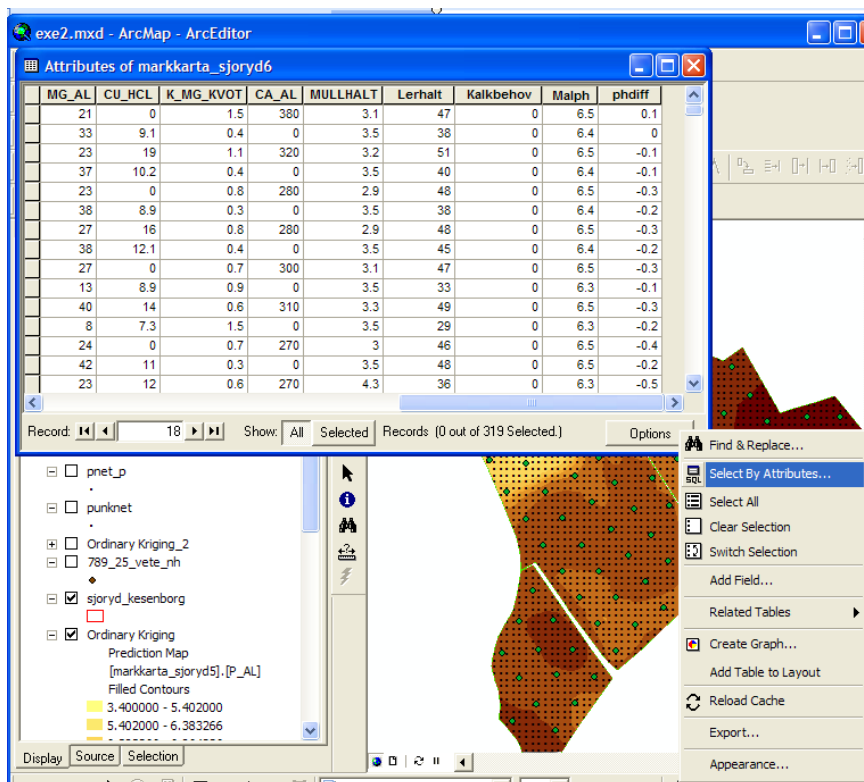 exe2.mxd - ArcMap - ArcEditor
Attributes of markkarta_sjoryd6
MG_AL CU_HCL K_MG_KVOT CA_AL MULLHALT Lerhalt Kalkbehov Malph phdiff
21 0 1.5 380 3.1 47 0 6.5 0.1
33 9.1 0.4 0 3.5 38 0 6.4 0
23 19 1.1 320 3.2 51 0 6.5 -0.1
37 10.2 0.4 0 3.5 40 0 6.4 -0.1
23 0 0.8 280 2.9 48 0 6.5 -0.3
38 8.9 0.3 0 3.5 38 0 6.4 -0.2
27 16 0.8 280 2.9 48 0 6.5 -0.3
38 12.1 0.4 0 3.5 45 0 6.4 -0.2
27 0 0.7 300 3.1 47 0 6.5 -0.3
13 8.9 0.9 0 3.5 33 0 6.3 -0.1
40 14 0.6 310 3.3 49 0 6.5 -0.3
8 7.3 1.5 0 3.5 29 0 6.3 -0.2
24 0 0.7 270 3 46 0 6.5 -0.4
42 11 0.3 0 3.5 48 0 6.5 -0.2
23 12 0.6 270 4.3 36 0 6.3 -0.5
Record: 18 Show: All Selected Records (0 out of 319 Selected.) Options
Find & Replace...
SQL Select By Attributes...
Select All
Clear Selection
Switch Selection
Add Field...
Related Tables
Create Graph...
Add Table to Layout
Reload Cache
Export...
Appearance...
pnet_p
punknet
Ordinary Kriging_2
789_25_vete_nh
sjoryd_kesenborg
Ordinary Kriging
Prediction Map
[markkarta_sjoryd5].[P_AL]
Filled Contours
3.400000 - 5.402000
5.402000 - 6.383266
Display Source Selection